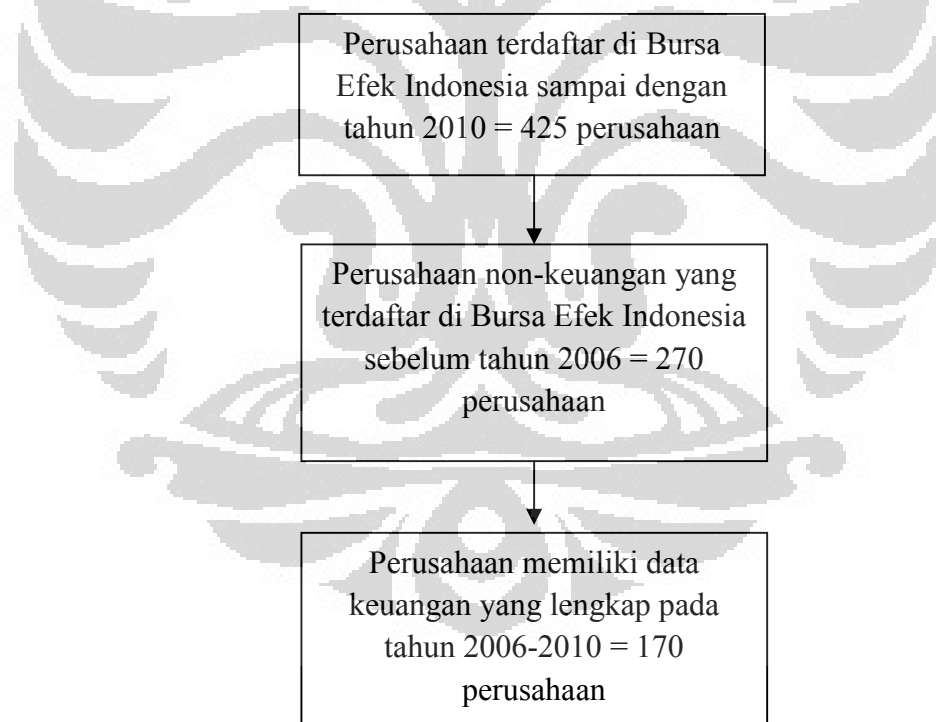 Perusahaan terdaftar di Bursa
Efek Indonesia sampai dengan
tahun 2010 = 425 perusahaan
Perusahaan non-keuangan yang
terdaftar di Bursa Efek Indonesia
sebelum tahun 2006 = 270
perusahaan
Perusahaan memiliki data
keuangan yang lengkap pada
tahun 2006-2010 = 170
perusahaan